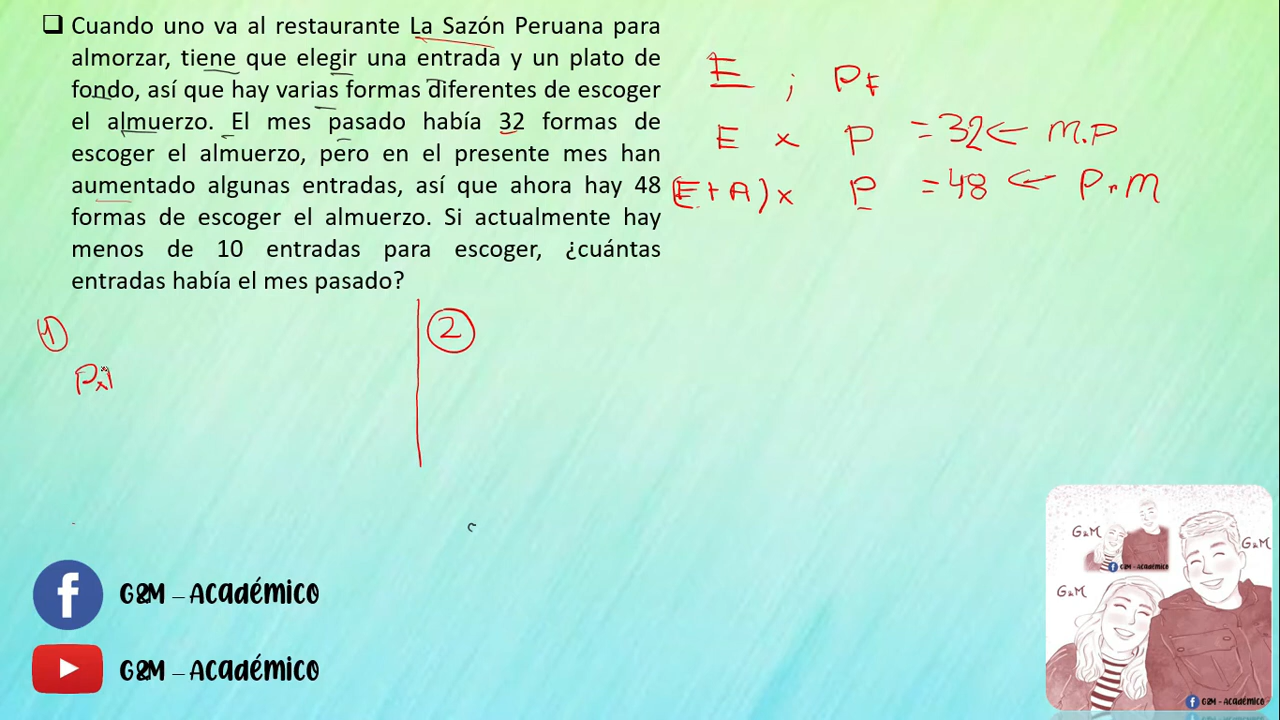 Cuando uno va al restaurante La Sazón Peruana para
almorzar, tiene que elegir una entrada y un plato de
fondo, así que hay varias formas diferentes de escoger
el almuerzo. El mes pasado había 32 formas de
escoger el almuerzo, pero en el presente mes han
aumentado algunas entradas, así que ahora hay 48
formas de escoger el almuerzo. Si actualmente hay
menos de 10 entradas para escoger, ¿cuántas
entradas había el mes pasado?
E ; PF
E x P = 32 ← M.P
(E+A) x P = 48 ← Pr M
1
2
G&M – Académico
G&M – Académico
G&M
G&M
G&M
G&M – Académico
G&M – Académico